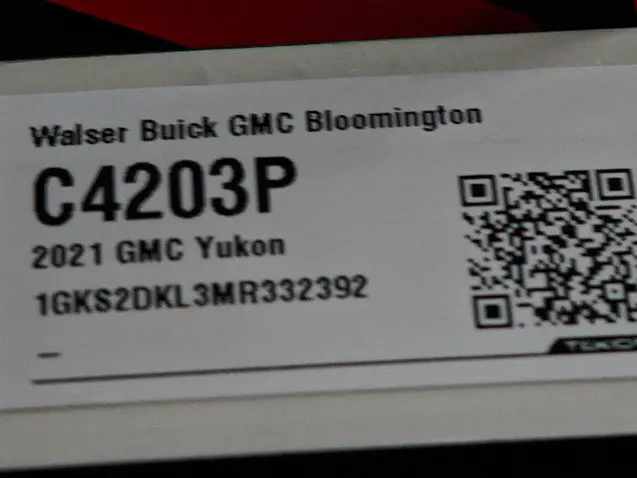 Walser Buick GMC Bloomington
C4203P
2021 GMC Yukon
1GKS2DKL3MR332392
–